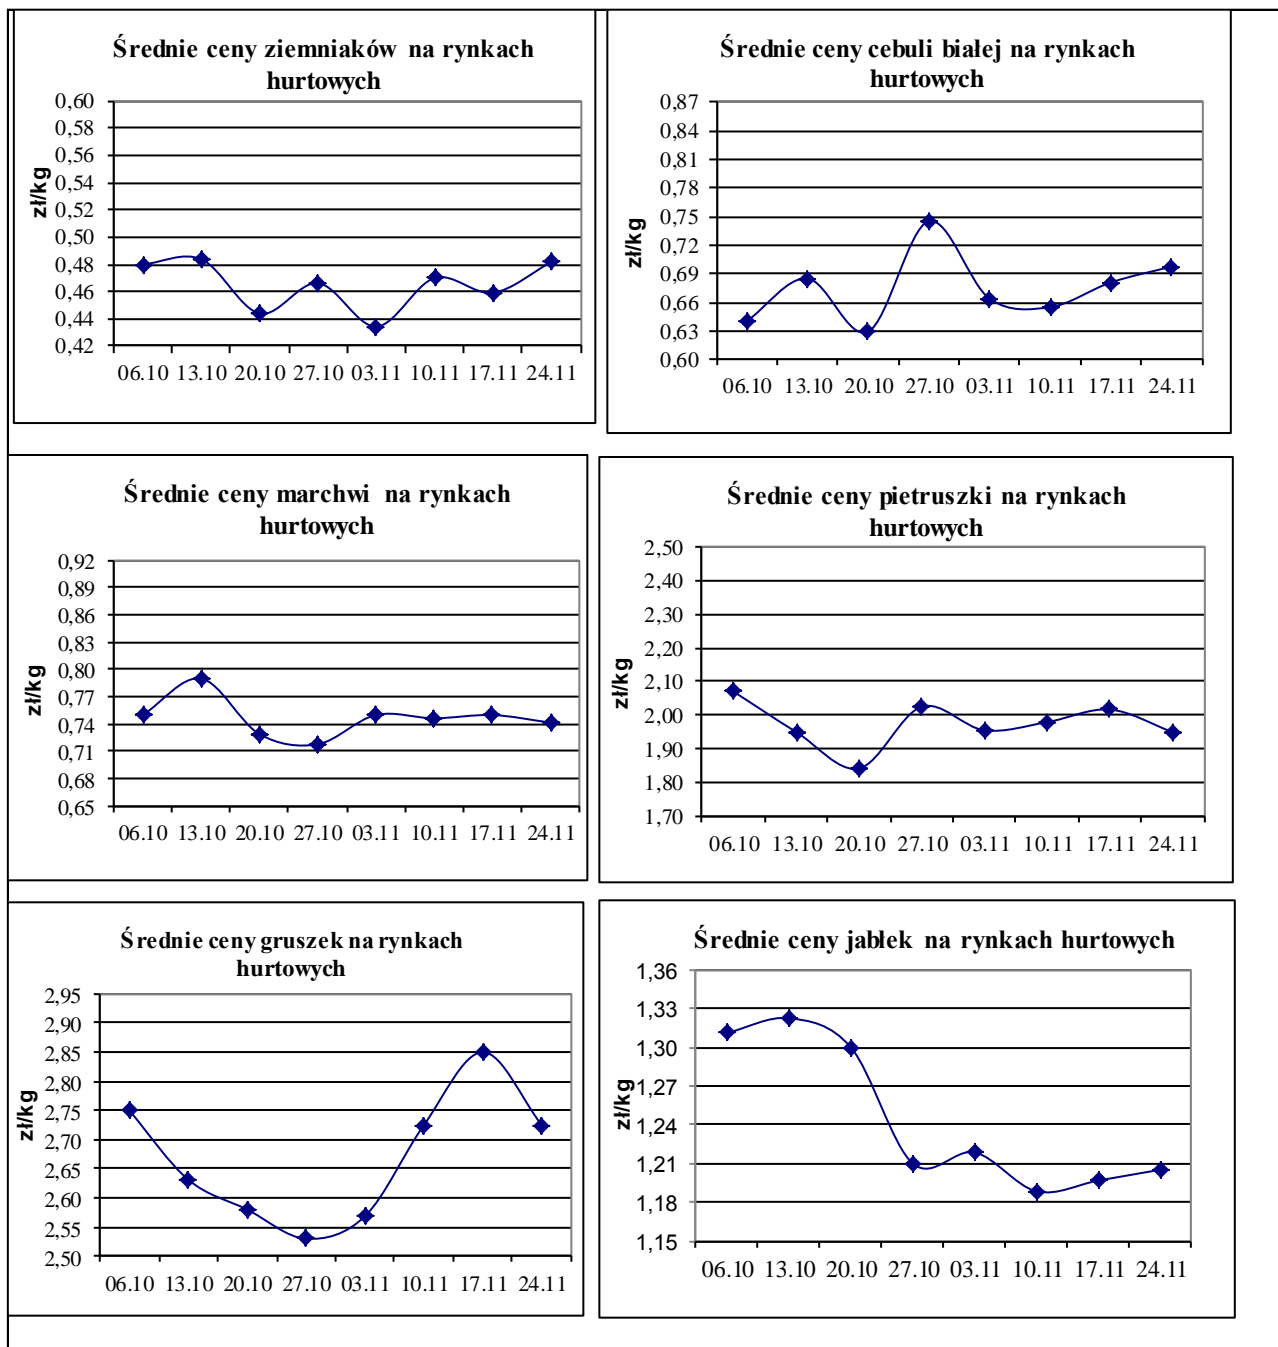 Średnie ceny ziemniaków na rynkach
hurtowych
zł/kg
0,60
0,58
0,56
0,54
0,52
0,50
0,48
0,46
0,44
0,42
06.10 13.10 20.10 27.10 03.11 10.11 17.11 24.11
Średnie ceny cebuli białej na rynkach
hurtowych
zł/kg
0,87
0,84
0,81
0,78
0,75
0,72
0,69
0,66
0,63
0,60
06.10 13.10 20.10 27.10 03.11 10.11 17.11 24.11
Średnie ceny marchwi na rynkach
hurtowych
zł/kg
0,92
0,89
0,86
0,83
0,80
0,77
0,74
0,71
0,68
0,65
06.10 13.10 20.10 27.10 03.11 10.11 17.11 24.11
Średnie ceny pietruszki na rynkach
hurtowych
zł/kg
2,50
2,40
2,30
2,20
2,10
2,00
1,90
1,80
1,70
06.10 13.10 20.10 27.10 03.11 10.11 17.11 24.11
Średnie ceny gruszek na rynkach
hurtowych
zł/kg
2,95
2,90
2,85
2,80
2,75
2,70
2,65
2,60
2,55
2,50
06.10 13.10 20.10 27.10 03.11 10.11 17.11 24.11
Średnie ceny jabłek na rynkach hurtowych
zł/kg
1,36
1,33
1,30
1,27
1,24
1,21
1,18
1,15
06.10 13.10 20.10 27.10 03.11 10.11 17.11 24.11